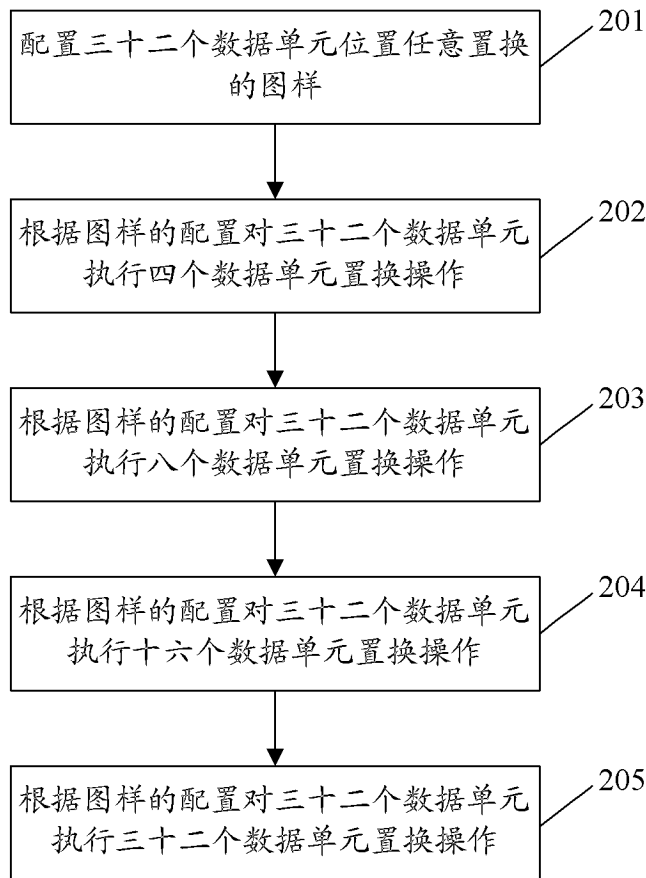 配置三十二个数据单元位置任意置换
的图样
201
根据图样的配置对三十二个数据单元
执行四个数据单元置换操作
202
根据图样的配置对三十二个数据单元
执行八个数据单元置换操作
203
根据图样的配置对三十二个数据单元
执行十六个数据单元置换操作
204
根据图样的配置对三十二个数据单元
执行三十二个数据单元置换操作
205